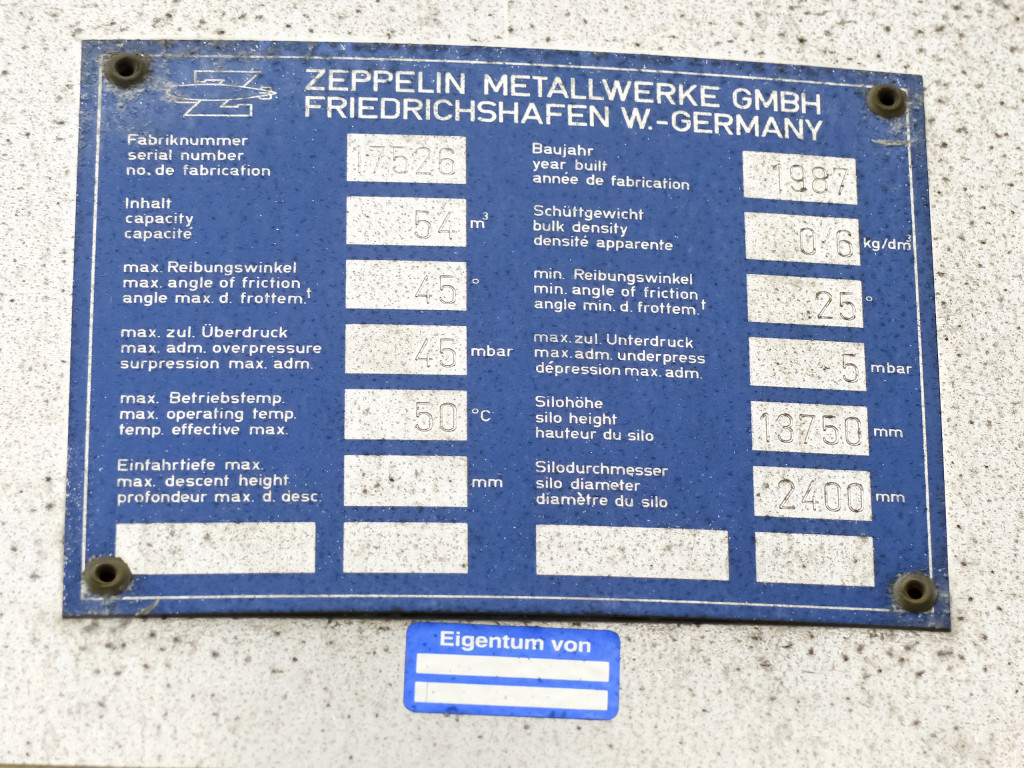 ZEPPELIN METALLWERKE GMBH
FRIEDRICHSHAFEN W.-GERMANY
Fabriknummer
serial number
no. de fabrication
17526
Baujahr
year built
année de fabrication
1987
Inhalt
capacity
capacité
54 m³
Schüttgewicht
bulk density
densité apparente
0,6 kg/dm³
max. Reibungswinkel
max. angle of friction
angle max. d. frottem.t
45 °
min. Reibungswinkel
min. angle of friction
angle min. d. frottem.t
25 °
max. zul. Überdruck
max. adm. overpressure
surpression max. adm.
45 mbar
max. zul. Unterdruck
max. adm. underpress
dépression max. adm.
5 mbar
max. Betriebstemp.
max. operating temp.
temp. effective max.
50 °C
Silohöhe
silo height
hauteur du silo
13750 mm
Einfahrtiefe max.
max. descent height
profondeur max. d. desc.
mm
Silodurchmesser
silo diameter
diamètre du silo
2400 mm
Eigentum von